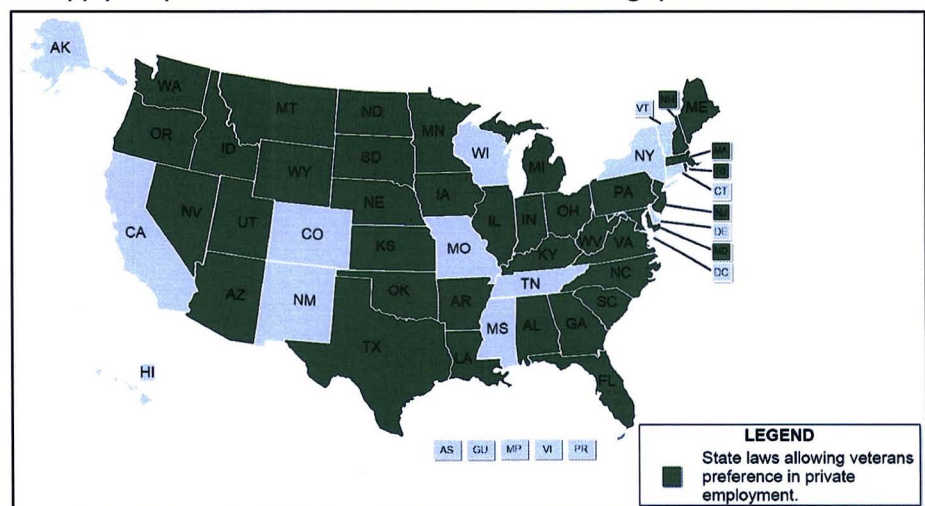 AK
WA
MT
ND
MN
VT
NH
ME
OR
ID
SD
WI
MI
NY
MA
RI
WY
CT
IA
PA
NE
NJ
NV
UT
IL
IN
OH
DE
CA
CO
KS
MO
WV
VA
MD
KY
DC
NC
TN
AZ
NM
OK
AR
SC
MS
AL
GA
TX
LA
HI
FL
AS
GU
MP
VI
PR
LEGEND
State laws allowing veterans
preference in private
employment.